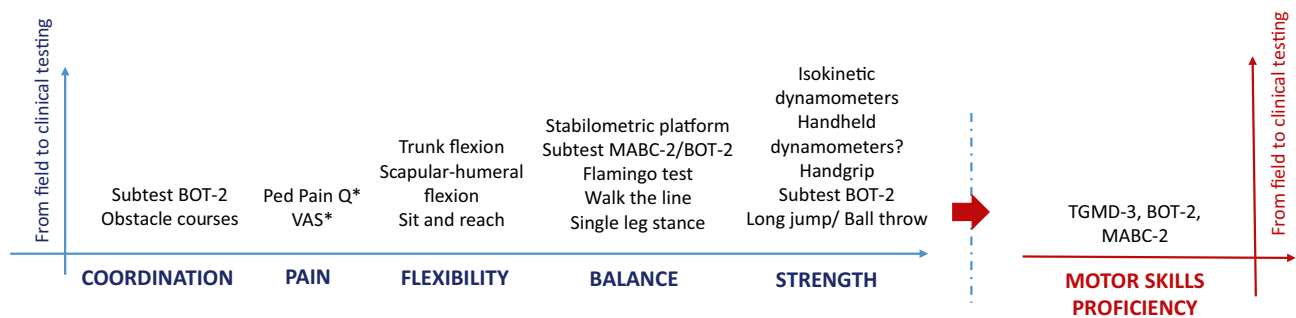 From field to clinical testing
Subtest BOT-2
Obstacle courses
COORDINATION
Ped Pain Q*
VAS*
PAIN
Trunk flexion
Scapular-humeral
flexion
Sit and reach
FLEXIBILITY
Stabilometric platform
Subtest MABC-2/BOT-2
Flamingo test
Walk the line
Single leg stance
BALANCE
Isokinetic
dynamometers
Handheld
dynamometers?
Handgrip
Subtest BOT-2
Long jump/ Ball throw
STRENGTH
TGMD-3, BOT-2,
MABC-2
MOTOR SKILLS
PROFICIENCY
From field to clinical testing